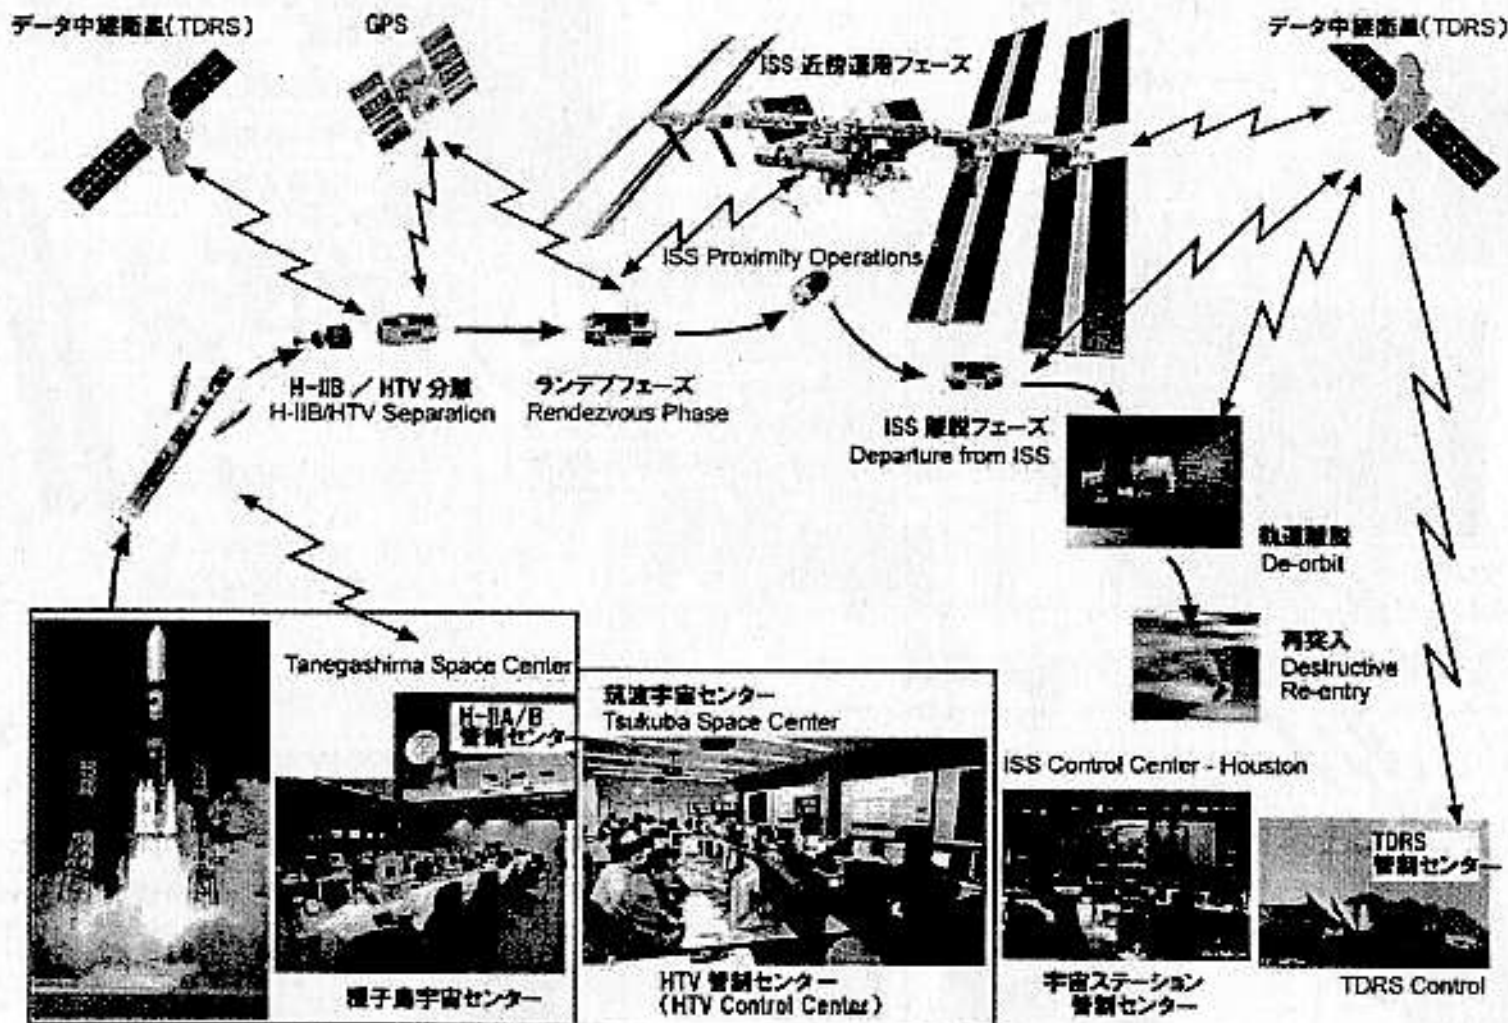 データ中継衛星(TDRS)
GPS
データ中継衛星(TDRS)
ISS 近傍運用フェーズ
ISS Proximity Operations
H-IIB / HTV 分離
H-IIB/HTV Separation
ランデブフェーズ
Rendezvous Phase
ISS 離脱フェーズ
Departure from ISS
軌道離脱
De-orbit
再突入
Destructive
Re-entry
Tanegashima Space Center
H-IIA/B
管制センター
種子島宇宙センター
筑波宇宙センター
Tsukuba Space Center
HTV 管制センター
(HTV Control Center)
ISS Control Center - Houston
宇宙ステーション
管制センター
TDRS
管制センター
TDRS Control